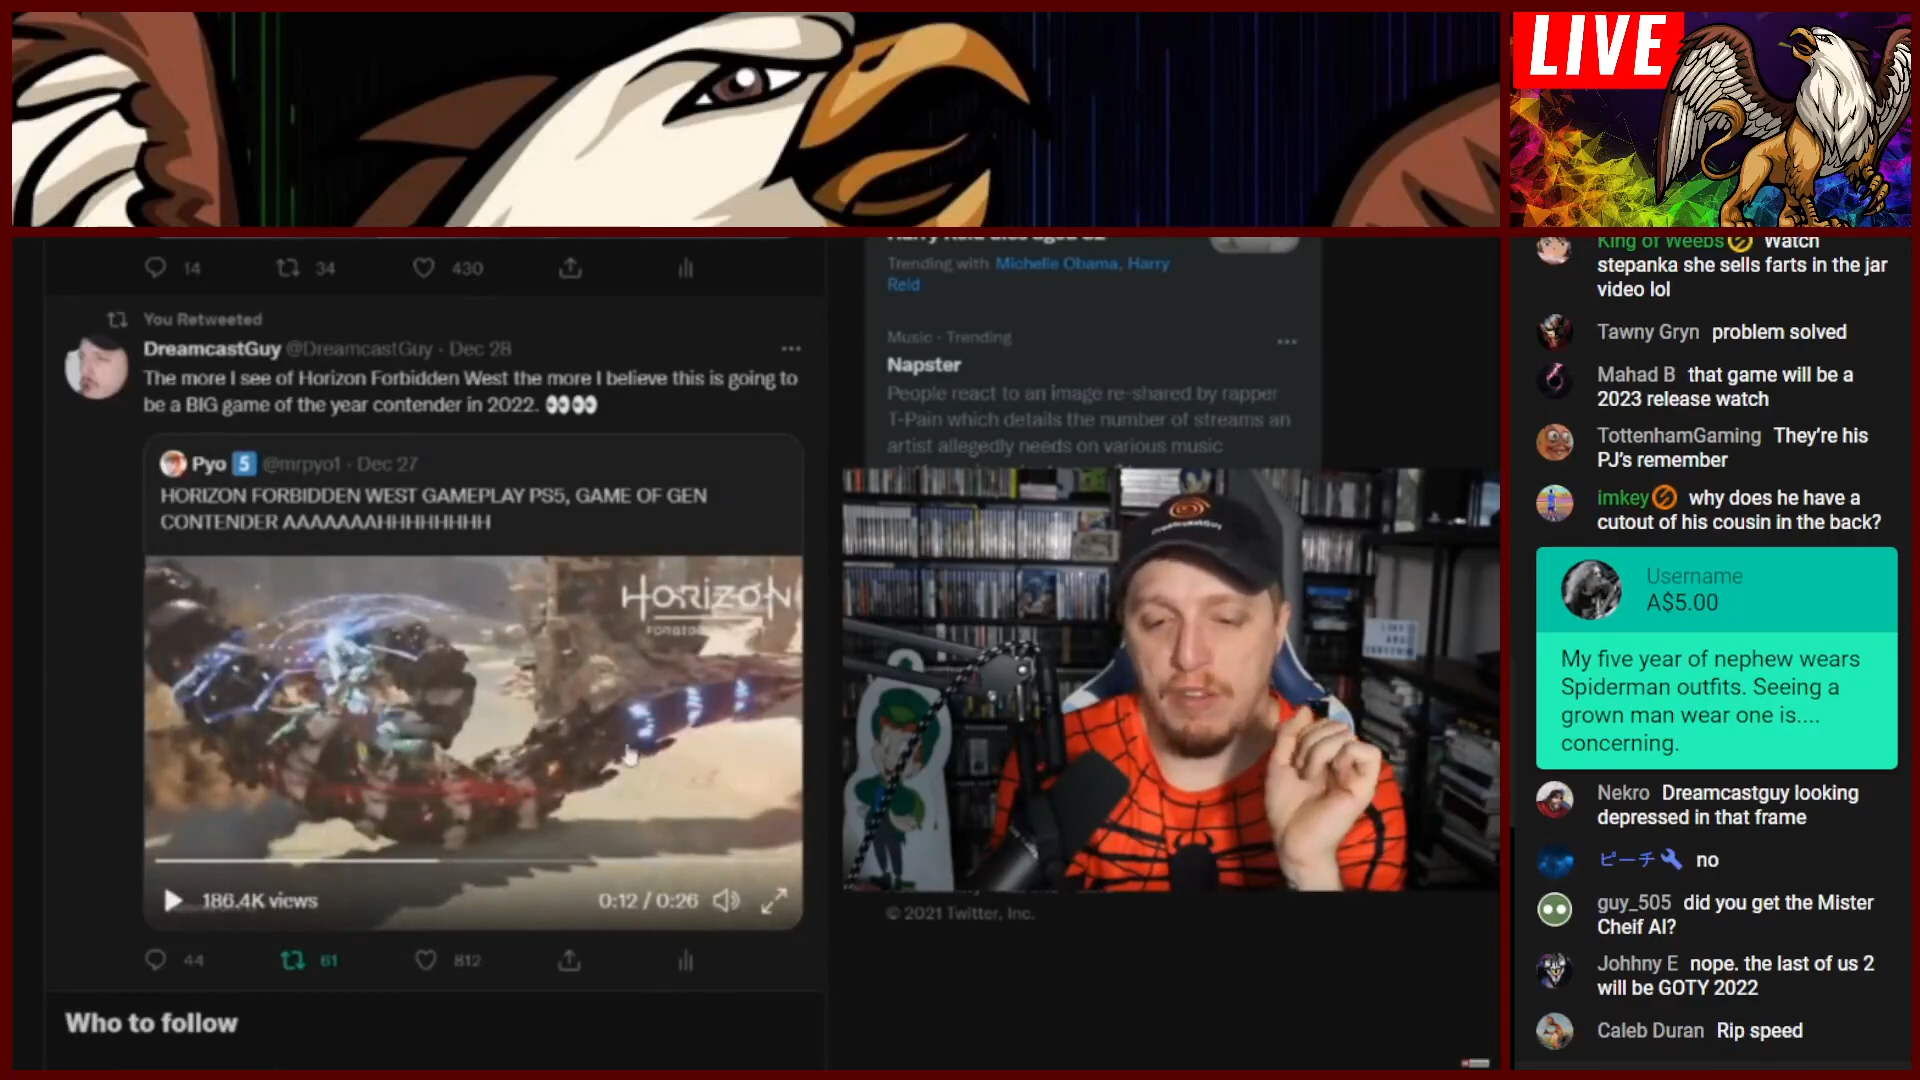 LIVE
14
34
430
You Retweeted
DreamcastGuy @DreamcastGuy · Dec 28
The more I see of Horizon Forbidden West the more I believe this is going to
be a BIG game of the year contender in 2022. 👀👀
Pyo 5 @mrpyo1 · Dec 27
HORIZON FORBIDDEN WEST GAMEPLAY PS5, GAME OF GEN
CONTENDER AAAAAAAHHHHHHHH
HORIZON
186.4K views
0:12 / 0:26
44
61
812
Who to follow
Trending with Michelle Obama, Harry
Reid
Music · Trending
Napster
People react to an image re-shared by rapper
T-Pain which details the number of streams an
artist allegedly needs on various music
© 2021 Twitter, Inc.
King of Weebs Watch
stepanka she sells farts in the jar
video lol
Tawny Gryn problem solved
Mahad B that game will be a
2023 release watch
TottenhamGaming They're his
PJ's remember
imkey why does he have a
cutout of his cousin in the back?
Username
A$5.00
My five year of nephew wears
Spiderman outfits. Seeing a
grown man wear one is....
concerning.
Nekro Dreamcastguy looking
depressed in that frame
ピーチ no
guy_505 did you get the Mister
Cheif AI?
Johhny E nope. the last of us 2
will be GOTY 2022
Caleb Duran Rip speed